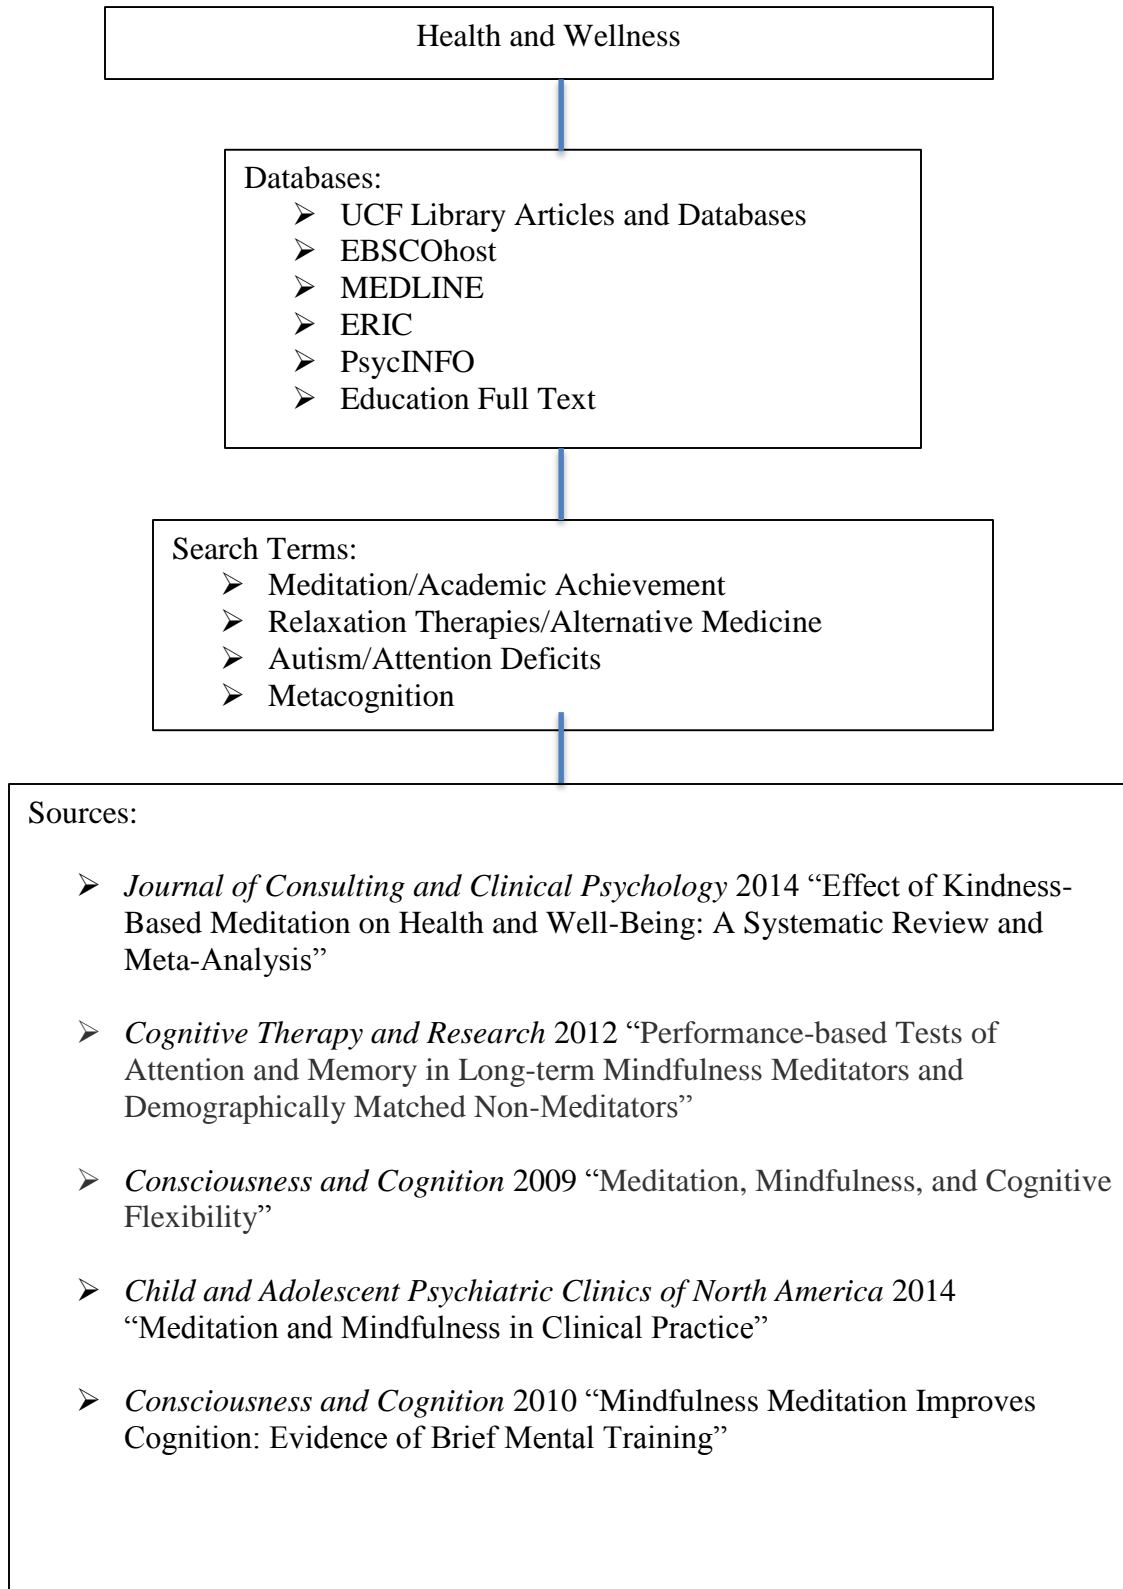 Health and Wellness
Databases:
➢ UCF Library Articles and Databases
➢ EBSCOhost
➢ MEDLINE
➢ ERIC
➢ PsycINFO
➢ Education Full Text
Search Terms:
➢ Meditation/Academic Achievement
➢ Relaxation Therapies/Alternative Medicine
➢ Autism/Attention Deficits
➢ Metacognition
Sources:
➢ Journal of Consulting and Clinical Psychology 2014 “Effect of Kindness-
Based Meditation on Health and Well-Being: A Systematic Review and
Meta-Analysis”
➢ Cognitive Therapy and Research 2012 “Performance-based Tests of
Attention and Memory in Long-term Mindfulness Meditators and
Demographically Matched Non-Meditators”
➢ Consciousness and Cognition 2009 “Meditation, Mindfulness, and Cognitive
Flexibility”
➢ Child and Adolescent Psychiatric Clinics of North America 2014
“Meditation and Mindfulness in Clinical Practice”
➢ Consciousness and Cognition 2010 “Mindfulness Meditation Improves
Cognition: Evidence of Brief Mental Training”